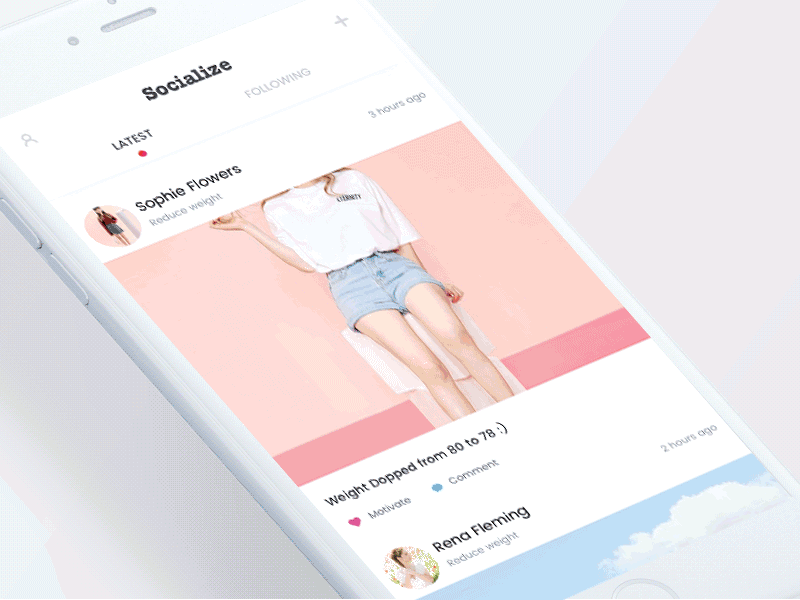 Socialize
LATEST
FOLLOWING
Sophie Flowers
Reduce weight
3 hours ago
ETERNITY
Weight Dopped from 80 to 78 :)
Motivate
Comment
Rena Fleming
Reduce weight
2 hours ago